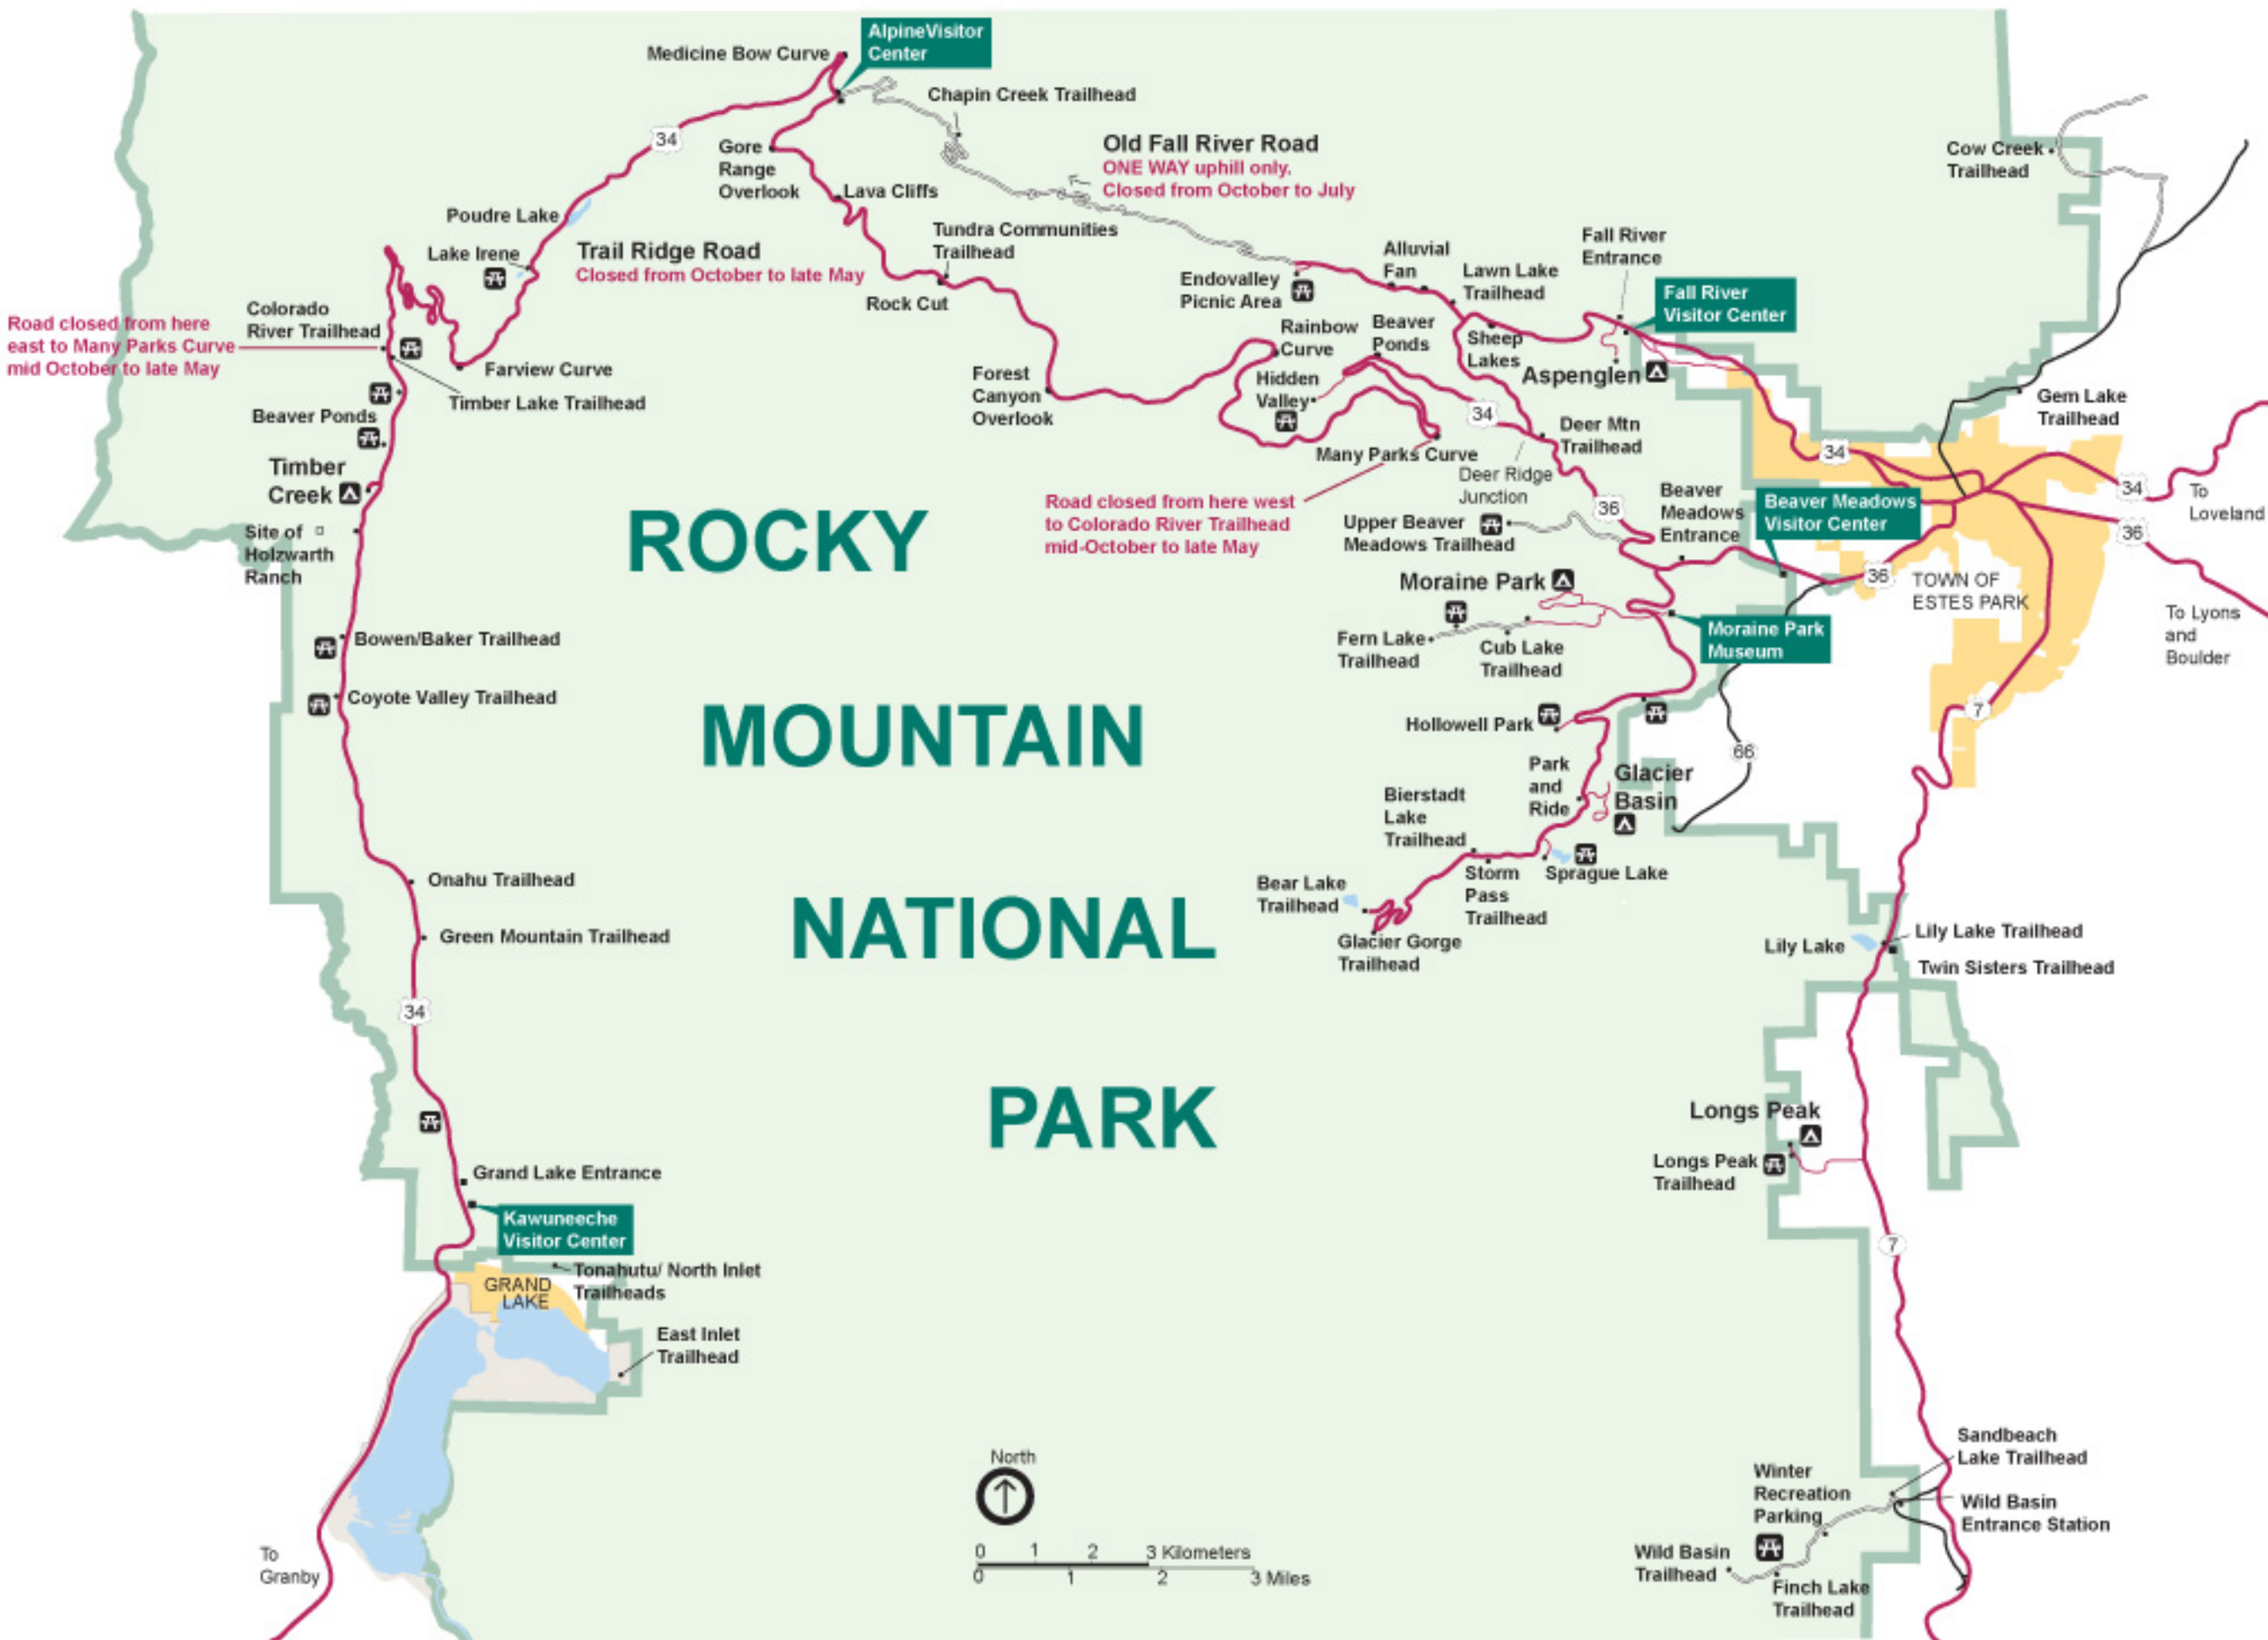 AlpineVisitor
Center
Medicine Bow Curve
Chapin Creek Trailhead
34
Gore
Range
Overlook
Old Fall River Road
ONE WAY uphill only.
Closed from October to July
Cow Creek
Trailhead
Lava Cliffs
Poudre Lake
Lake Irene
Trail Ridge Road
Closed from October to late May
Tundra Communities
Trailhead
Rock Cut
Endovalley
Picnic Area
Alluvial
Fan
Lawn Lake
Trailhead
Fall River
Entrance
Fall River
Visitor Center
Colorado
River Trailhead
Road closed from here
east to Many Parks Curve
mid October to late May
Farview Curve
Timber Lake Trailhead
Beaver Ponds
Timber
Creek
Site of
Holzwarth
Ranch
Forest
Canyon
Overlook
Rainbow
Curve
Beaver
Ponds
Sheep
Lakes
Hidden
Valley
Aspenglen
34
Deer Mtn
Trailhead
Many Parks Curve
Deer Ridge
Junction
Gem Lake
Trailhead
34
34
To
Loveland
Road closed from here west
to Colorado River Trailhead
mid-October to late May
36
Upper Beaver
Meadows Trailhead
Beaver
Meadows
Entrance
Beaver Meadows
Visitor Center
36
36
TOWN OF
ESTES PARK
To Lyons
and
Boulder
ROCKY
MOUNTAIN
NATIONAL
PARK
Moraine Park
Fern Lake
Trailhead
Cub Lake
Trailhead
Moraine Park
Museum
Bowen/Baker Trailhead
Coyote Valley Trailhead
Hollowell Park
7
66
Park
and
Ride
Glacier
Basin
Bierstadt
Lake
Trailhead
Storm
Pass
Trailhead
Sprague Lake
Bear Lake
Trailhead
Glacier Gorge
Trailhead
Onahu Trailhead
Green Mountain Trailhead
34
Lily Lake
Lily Lake Trailhead
Twin Sisters Trailhead
Longs Peak
Longs Peak
Trailhead
7
Grand Lake Entrance
Kawuneeche
Visitor Center
Tonahutu/ North Inlet
Trailheads
GRAND
LAKE
East Inlet
Trailhead
To
Granby
North
0 1 2 3 Kilometers
0 1 2 3 Miles
Sandbeach
Lake Trailhead
Winter
Recreation
Parking
Wild Basin
Entrance Station
Wild Basin
Trailhead
Finch Lake
Trailhead